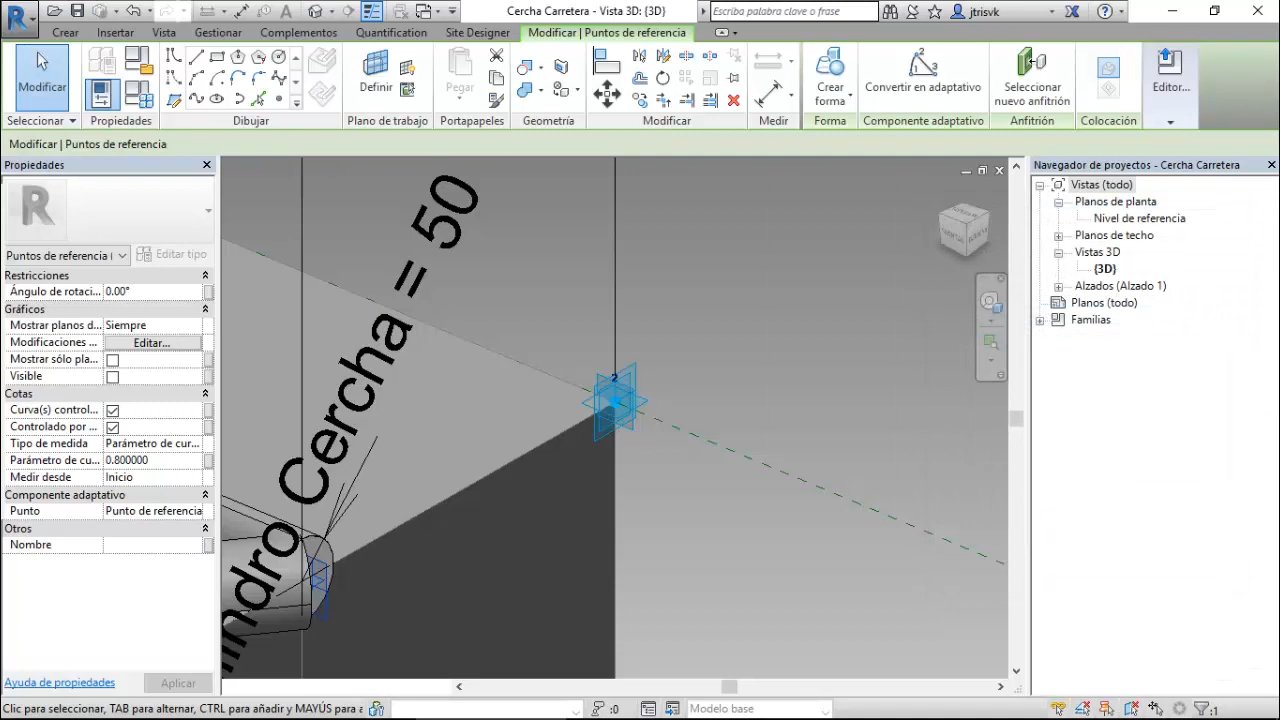 Cercha Carretera - Vista 3D: {3D}
Escriba palabra clave o frase
jtrisvk
Crear
Insertar
Vista
Gestionar
Complementos
Quantification
Site Designer
Modificar | Puntos de referencia
Modificar
Pegar
Definir
Crear
forma
Convertir en adaptativo
Seleccionar
nuevo anfitrión
Editor...
Seleccionar
Propiedades
Dibujar
Plano de trabajo
Portapapeles
Geometría
Modificar
Medir
Forma
Componente adaptativo
Anfitrión
Colocación
Modificar | Puntos de referencia
Propiedades
Puntos de referencia
Editar tipo
Restricciones
Ángulo de rotaci... 0.00°
Gráficos
Mostrar planos d... Siempre
Modificaciones ... Editar...
Mostrar sólo pla...
Visible
Cotas
Curva(s) control...
Controlado por ...
Tipo de medida Parámetro de cur...
Parámetro de cu... 0.800000
Medir desde Inicio
Componente adaptativo
Punto Punto de referencia
Otros
Nombre
Ayuda de propiedades
Aplicar
indro Cercha = 50
2
Navegador de proyectos - Cercha Carretera
Vistas (todo)
Planos de planta
Nivel de referencia
Planos de techo
Vistas 3D
{3D}
Alzados (Alzado 1)
Planos (todo)
Familias
Clic para seleccionar, TAB para alternar, CTRL para añadir y MAYÚS para a
:0
Modelo base
:1